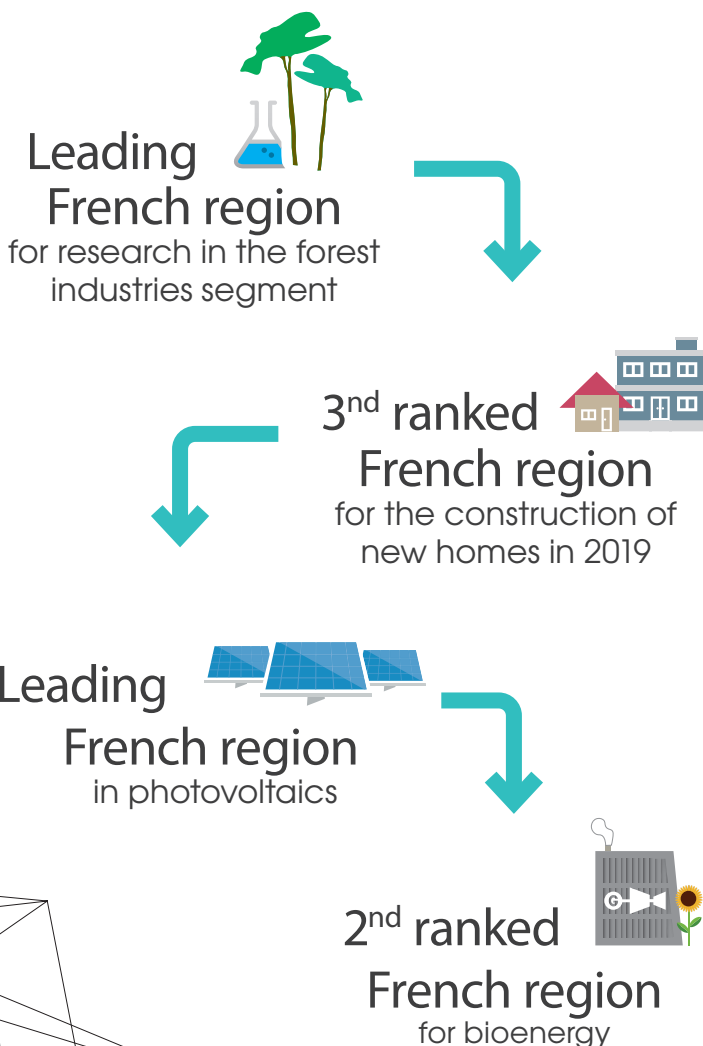 Leading
French region
for research in the forest
industries segment
3nd ranked
French region
for the construction of
new homes in 2019
Leading
French region
in photovoltaics
G
2nd ranked
French region
for bioenergy